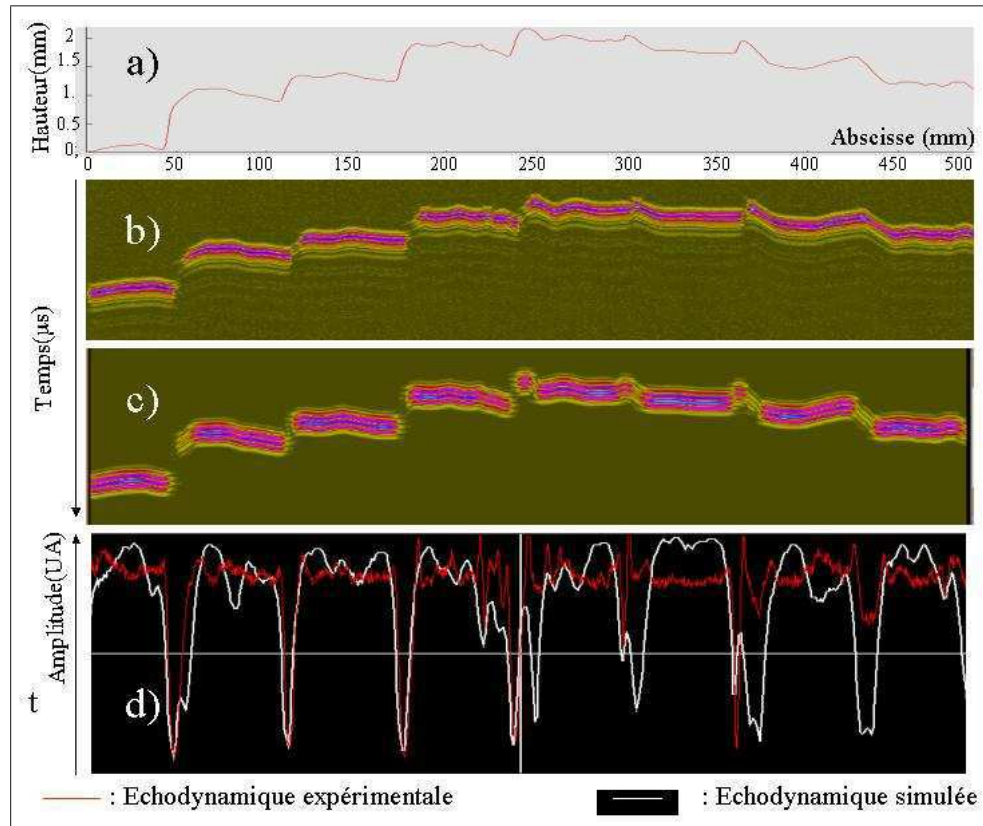 Hauteur(mm)
2
1.5
1.
0.5
0,
a)
Abscisse (mm)
0 50 100 150 200 250 300 350 400 450 500
b)
Temps(µs)
c)
Amplitude(UA)
t
d)
: Echodynamique expérimentale
: Echodynamique simulée